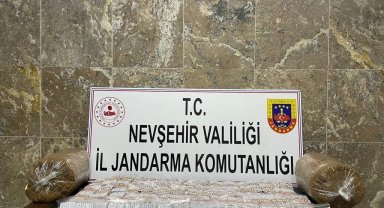 T.C.
NEVŞEHİR VALİLİĞİ
İL JANDARMA KOMUTANLIĞI